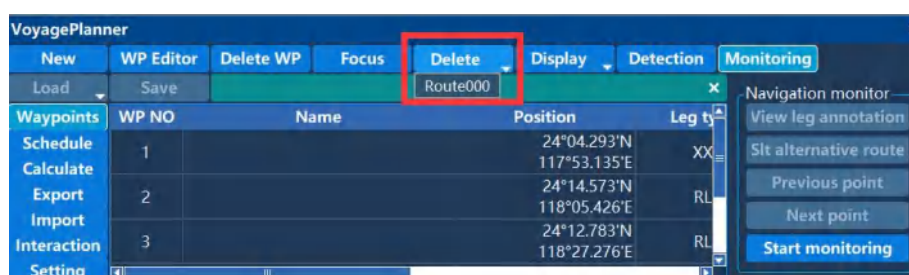 VoyagePlanner
New WP Editor Delete WP Focus Delete Display Detection Monitoring
Load Save Route000 ×
Navigation monitor
Waypoints WP NO Name Position Leg ty
View leg annotation
Schedule
1 24°04.293'N
117°53.135'E XX
Slt alternative route
Calculate
Export 2 24°14.573'N
118°05.426'E RL
Previous point
Import
Next point
Interaction 3 24°12.783'N
118°27.276'E RL
Start monitoring
Setting